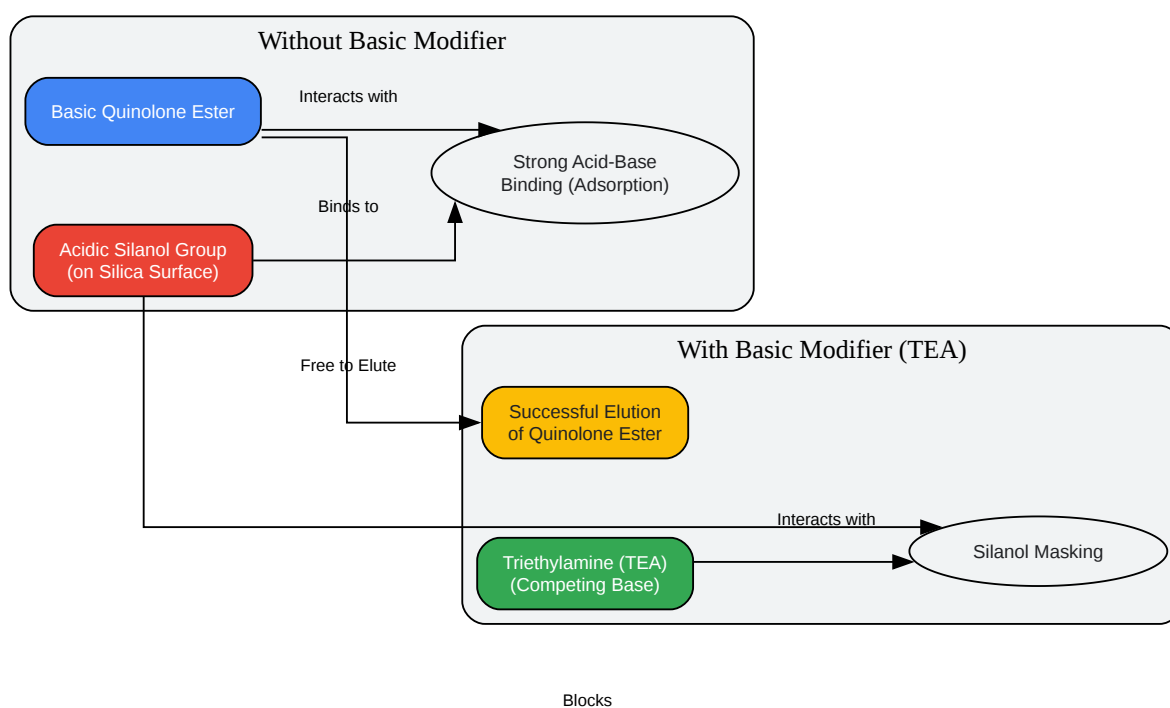 Without Basic Modifier
Basic Quinolone Ester
Interacts with
Strong Acid-Base
Binding (Adsorption)
Binds to
Acidic Silanol Group
(on Silica Surface)
Free to Elute
With Basic Modifier (TEA)
Successful Elution
of Quinolone Ester
Interacts with
Silanol Masking
Triethylamine (TEA)
(Competing Base)
Blocks